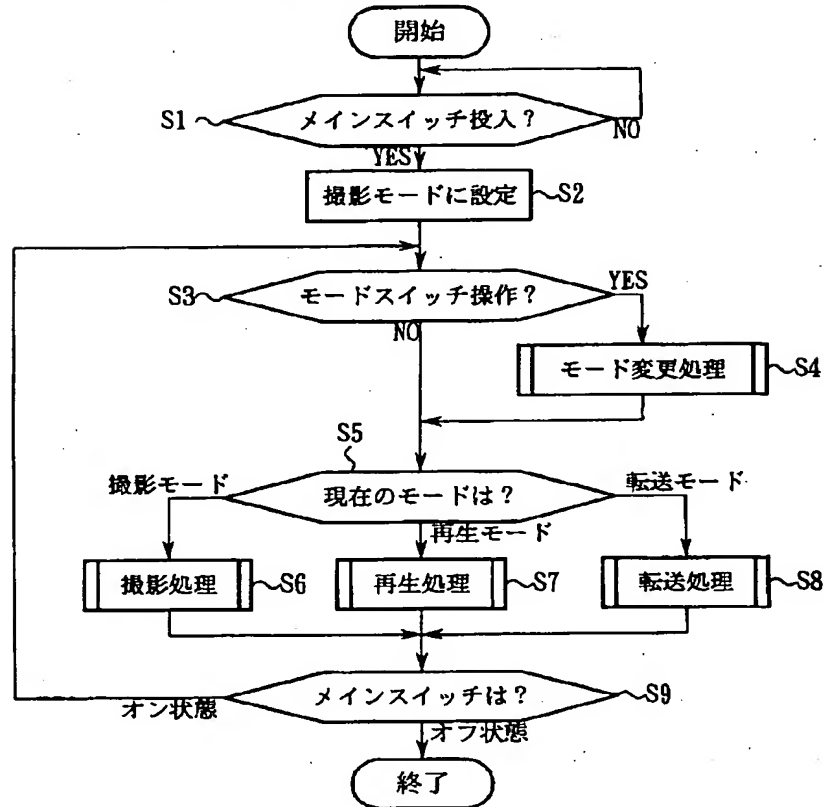 開始
S1
メインスイッチ投入?
NO
YES
撮影モードに設定
S2
S3
モードスイッチ操作?
YES
NO
モード変更処理
S4
S5
撮影モード
現在のモードは?
転送モード
再生モード
撮影処理
S6
再生処理
S7
転送処理
S8
メインスイッチは?
S9
オン状態
オフ状態
終了